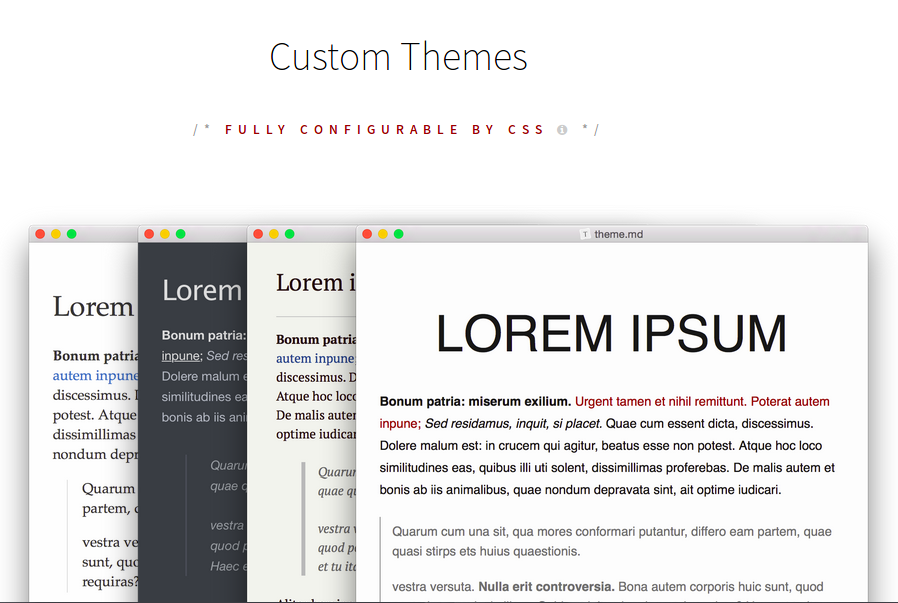 Custom Themes
/* FULLY CONFIGURABLE BY CSS */
Lorem
Bonum patria
autem inpune
discessimus.
potest. Atque
dissimillimas
nondum depr
Quarum
partem,
vestra ve
sunt, quo
requiras?
Lorem
Bonum patria:
inpune; Sed res
Dolere malum e
similitudines ea
bonis ab iis anim
Quarum
quae q
vestra
quod p
Haec e
Lorem i
Bonum patria
autem inpune
discessimus. D
Atque hoc loco
De malis auten
optime iudicar
Quarum
quae qu
vestra v
quod pe
et tu ita
theme.md
LOREM IPSUM
Bonum patria: miserum exilium. Urgent tamen et nihil remittunt. Poterat autem
inpune; Sed residamus, inquit, si placet. Quae cum essent dicta, discessimus.
Dolere malum est: in crucem qui agitur, beatus esse non potest. Atque hoc loco
similitudines eas, quibus illi uti solent, dissimillimas proferebas. De malis autem et
bonis ab iis animalibus, quae nondum depravata sint, ait optime iudicari.
Quarum cum una sit, qua mores conformari putantur, differo eam partem, quae
quasi stirps ets huius quaestionis.
vestra versuta. Nulla erit controversia. Bona autem corporis huic sunt, quod